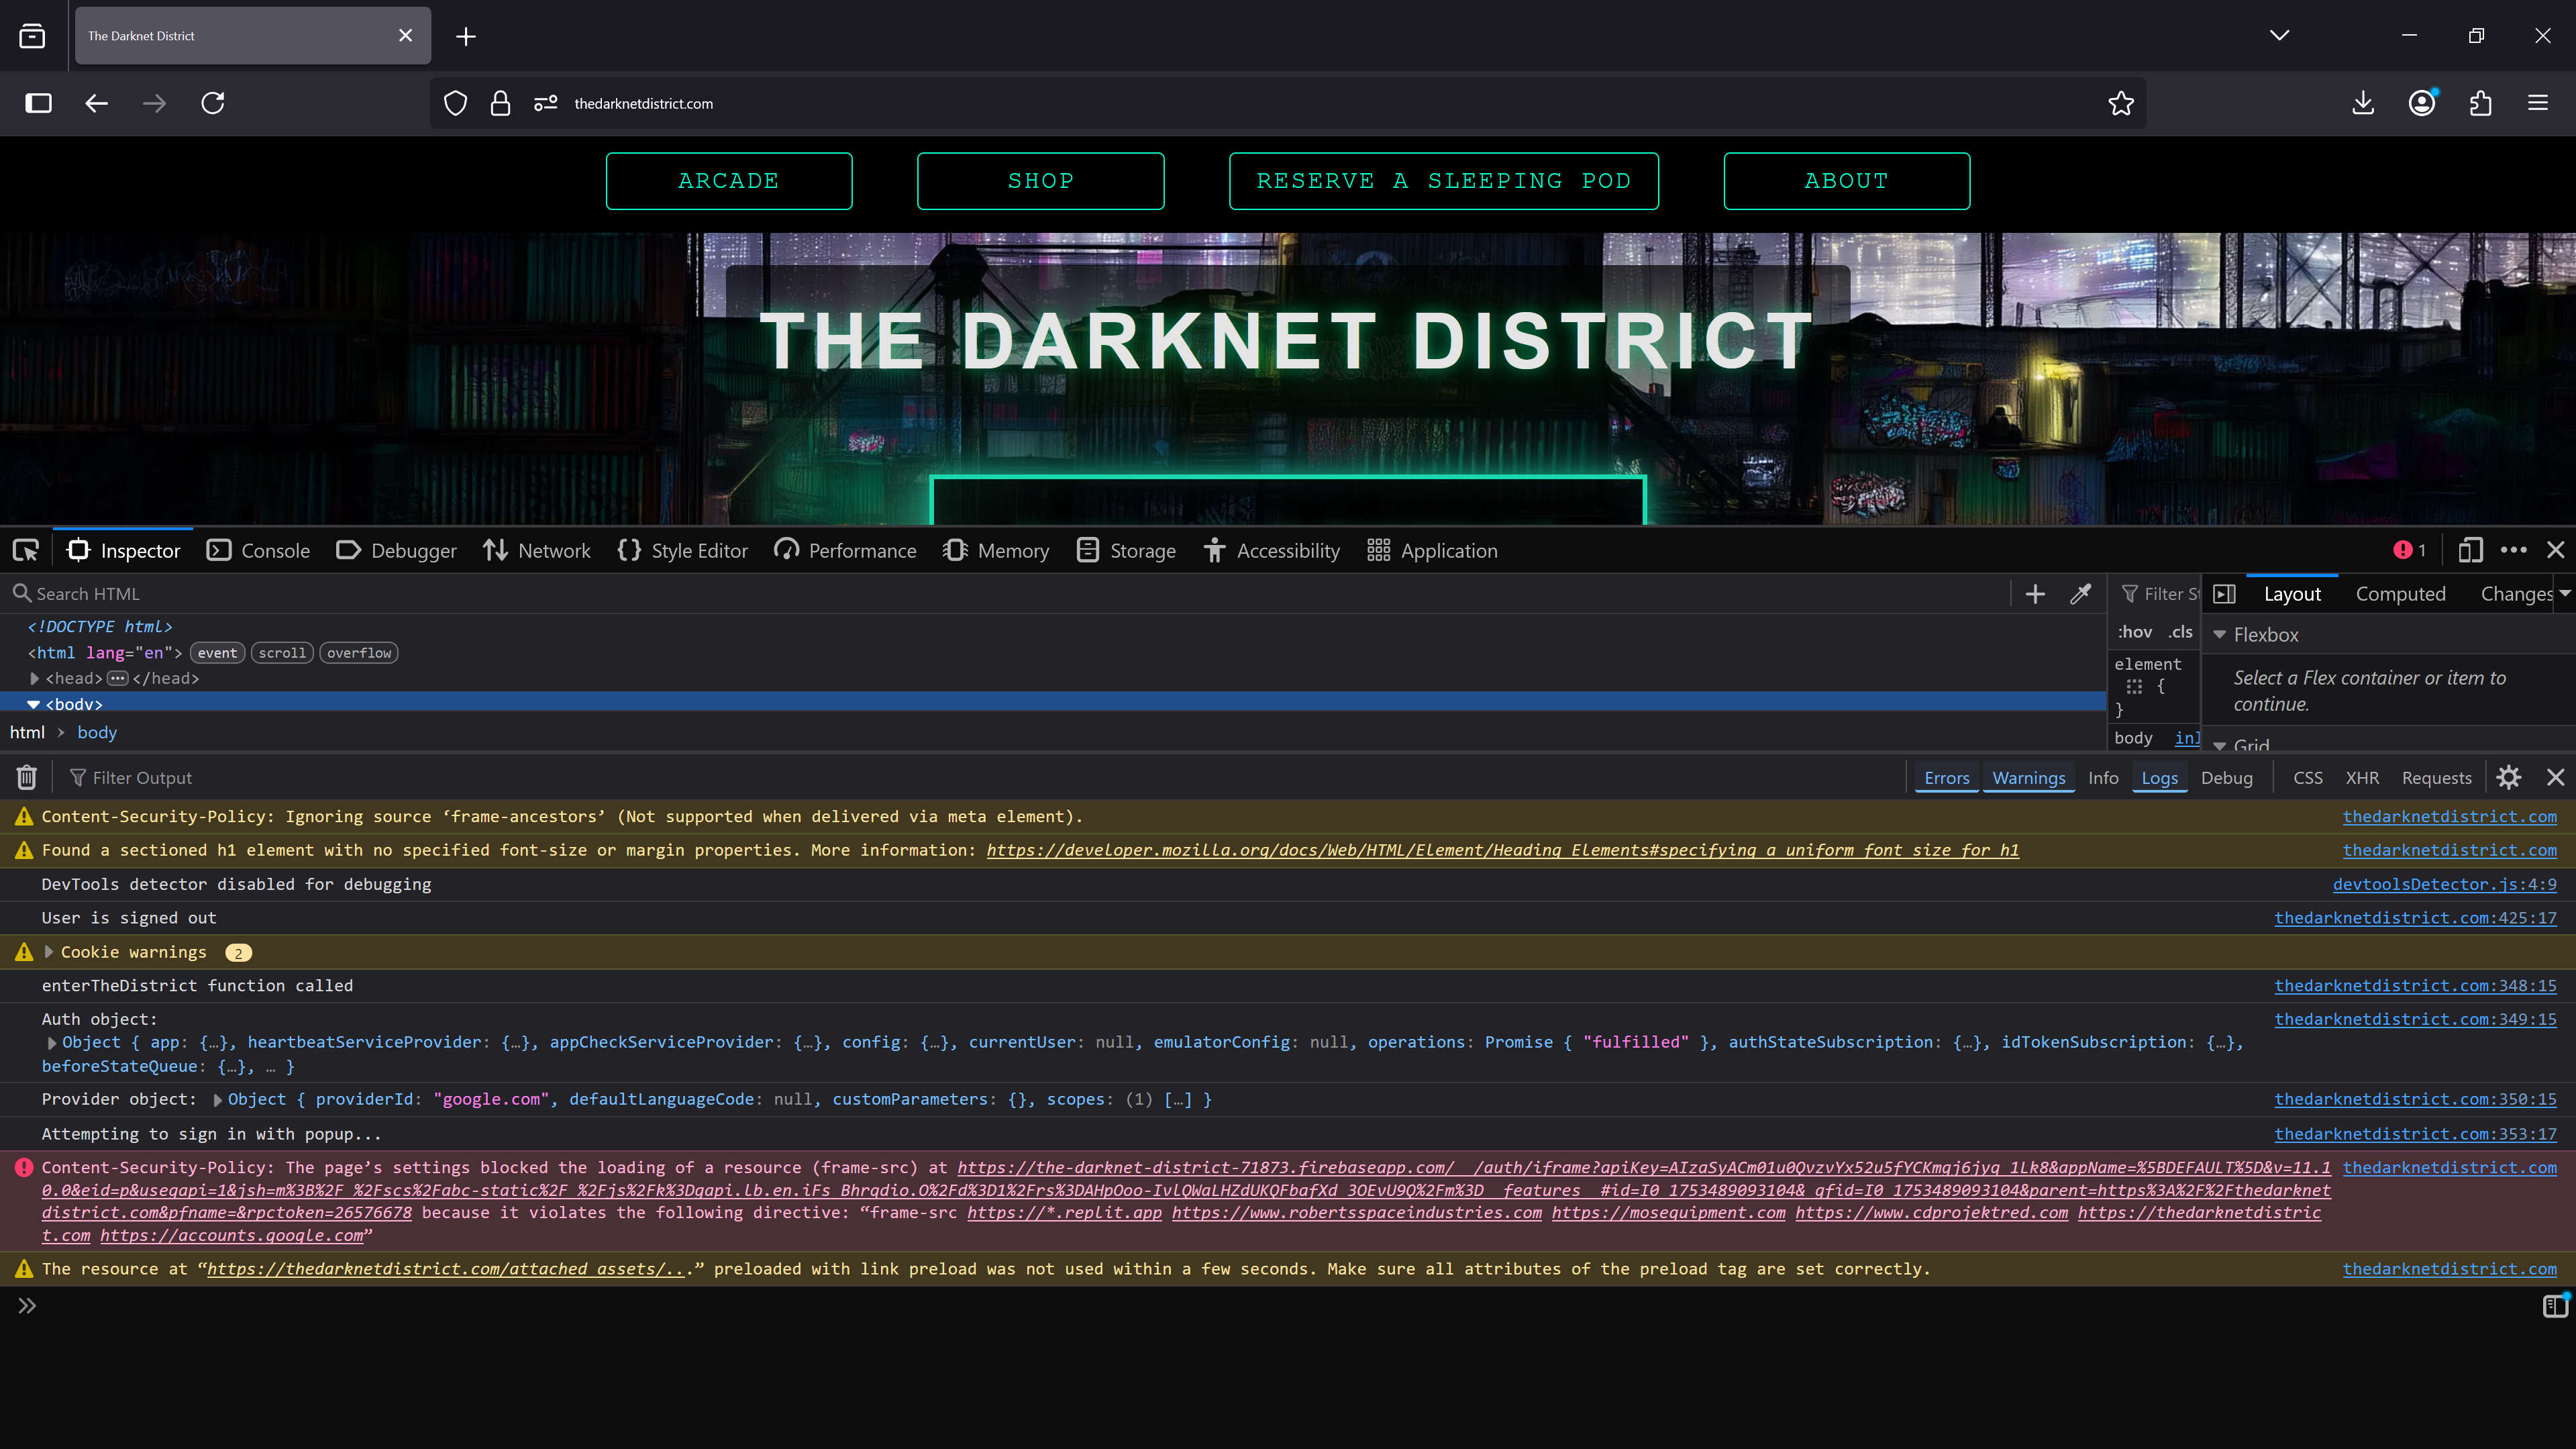 The Darknet District
thedarknetdistrict.com
ARCADE
SHOP
RESERVE A SLEEPING POD
ABOUT
THE DARKNET DISTRICT
Inspector
Console
Debugger
Network
Style Editor
Performance
Memory
Storage
Accessibility
Application
1
Search HTML
Filter St
Layout
Computed
Changes
<!DOCTYPE html>
<html lang="en"> event scroll overflow
<head> ... </head>
<body>
html > body
:hov .cls
element
{
}
body inl
Flexbox
Select a Flex container or item to
continue.
Grid
Filter Output
Errors Warnings Info Logs Debug CSS XHR Requests
Content-Security-Policy: Ignoring source ‘frame-ancestors’ (Not supported when delivered via meta element). thedarknetdistrict.com
Found a sectioned h1 element with no specified font-size or margin properties. More information: https://developer.mozilla.org/docs/Web/HTML/Element/Heading_Elements#specifying_a_uniform_font_size_for_h1 thedarknetdistrict.com
DevTools detector disabled for debugging devtoolsDetector.js:4:9
User is signed out thedarknetdistrict.com:425:17
Cookie warnings 2
enterTheDistrict function called thedarknetdistrict.com:348:15
Auth object: thedarknetdistrict.com:349:15
Object { app: {…}, heartbeatServiceProvider: {…}, appCheckServiceProvider: {…}, config: {…}, currentUser: null, emulatorConfig: null, operations: Promise { "fulfilled" }, authStateSubscription: {…}, idTokenSubscription: {…},
beforeStateQueue: {…}, … }
Provider object: Object { providerId: "google.com", defaultLanguageCode: null, customParameters: {}, scopes: (1) […] } thedarknetdistrict.com:350:15
Attempting to sign in with popup... thedarknetdistrict.com:353:17
Content-Security-Policy: The page’s settings blocked the loading of a resource (frame-src) at https://the-darknet-district-71873.firebaseapp.com/__/auth/iframe?apiKey=AIzaSyACm01u0QvzvYx52u5fYCKmqj6jyq_1Lk8&appName=%5BDEFAULT%5D&v=11.1 thedarknetdistrict.com
0.0&eid=p&usegapi=1&jsh=m%3B%2F_%2Fscs%2Fabc-static%2F_%2Fjs%2Fk%3Dgapi.lb.en.iFs_Bhrqdio.O%2Fd%3D1%2Frs%3DAHpOoo-IvlQWaLHZdUKQFbafXd_3OEvU9Q%2Fm%3D__features__#id=I0_1753489093104&_gfid=I0_1753489093104&parent=https%3A%2F%2Fthedarknet
district.com&pfname=&rpctoken=26576678 because it violates the following directive: “frame-src https://*.replit.app https://www.robertsspaceindustries.com https://mosequipment.com https://www.cdprojektred.com https://thedarknetdistric
t.com https://accounts.google.com”
The resource at “https://thedarknetdistrict.com/attached_assets/...” preloaded with link preload was not used within a few seconds. Make sure all attributes of the preload tag are set correctly. thedarknetdistrict.com